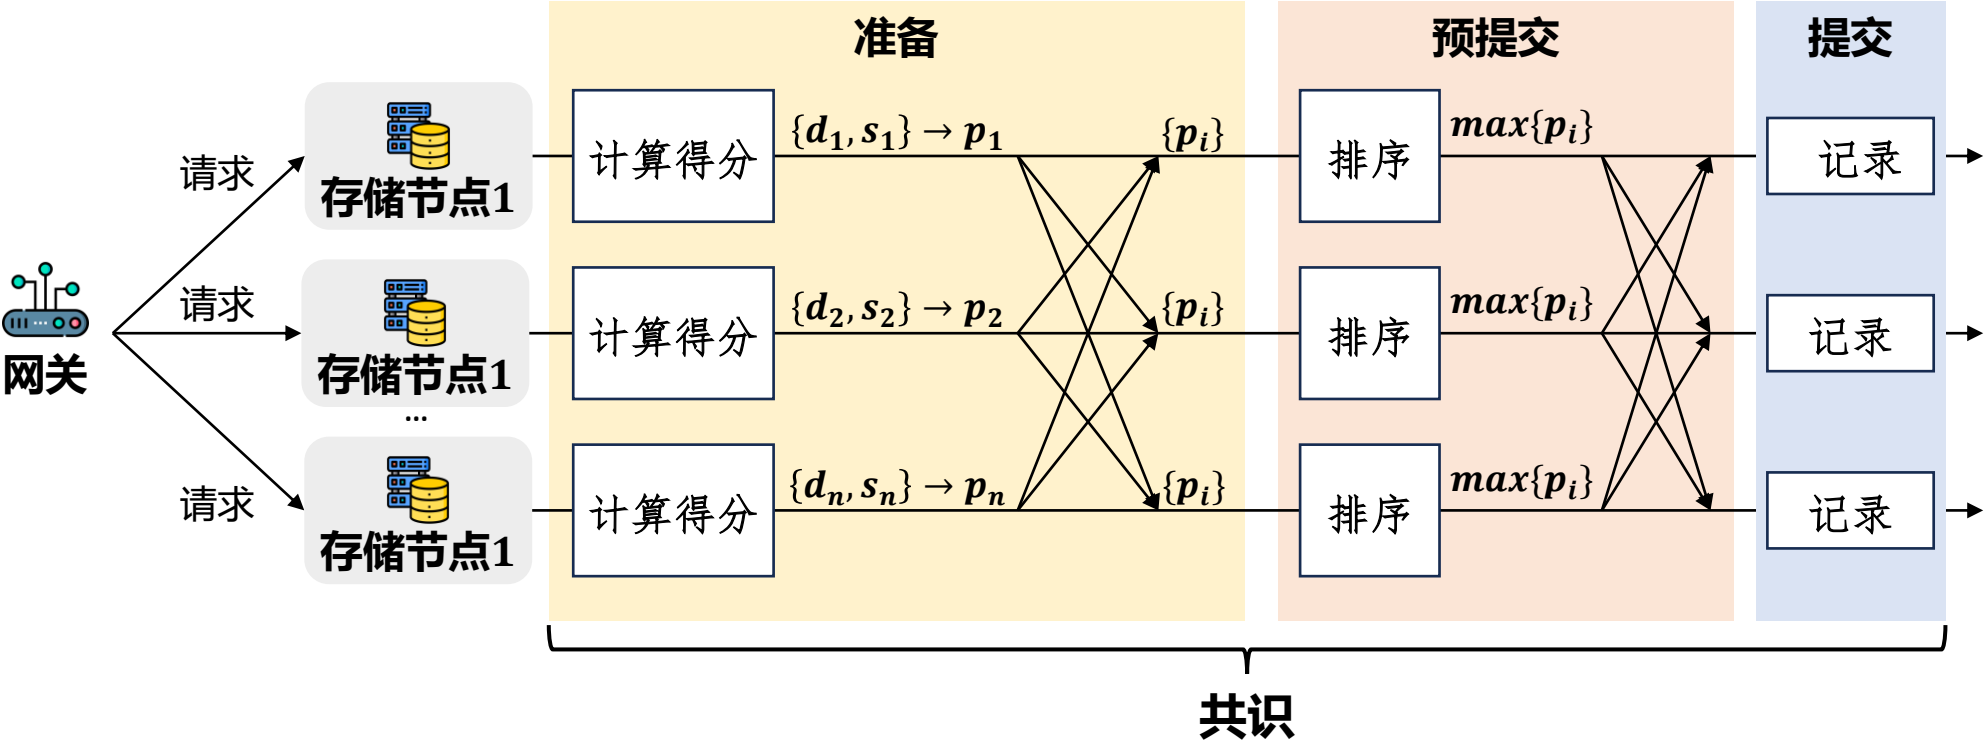 准备
预提交
提交
请求
存储节点1
计算得分
{d₁, s₁} → p₁
{pᵢ}
排序
max{pᵢ}
记录
网关
请求
存储节点1
计算得分
{d₂, s₂} → p₂
{pᵢ}
排序
max{pᵢ}
记录
...
请求
存储节点1
计算得分
{dₙ, sₙ} → pₙ
{pᵢ}
排序
max{pᵢ}
记录
共识